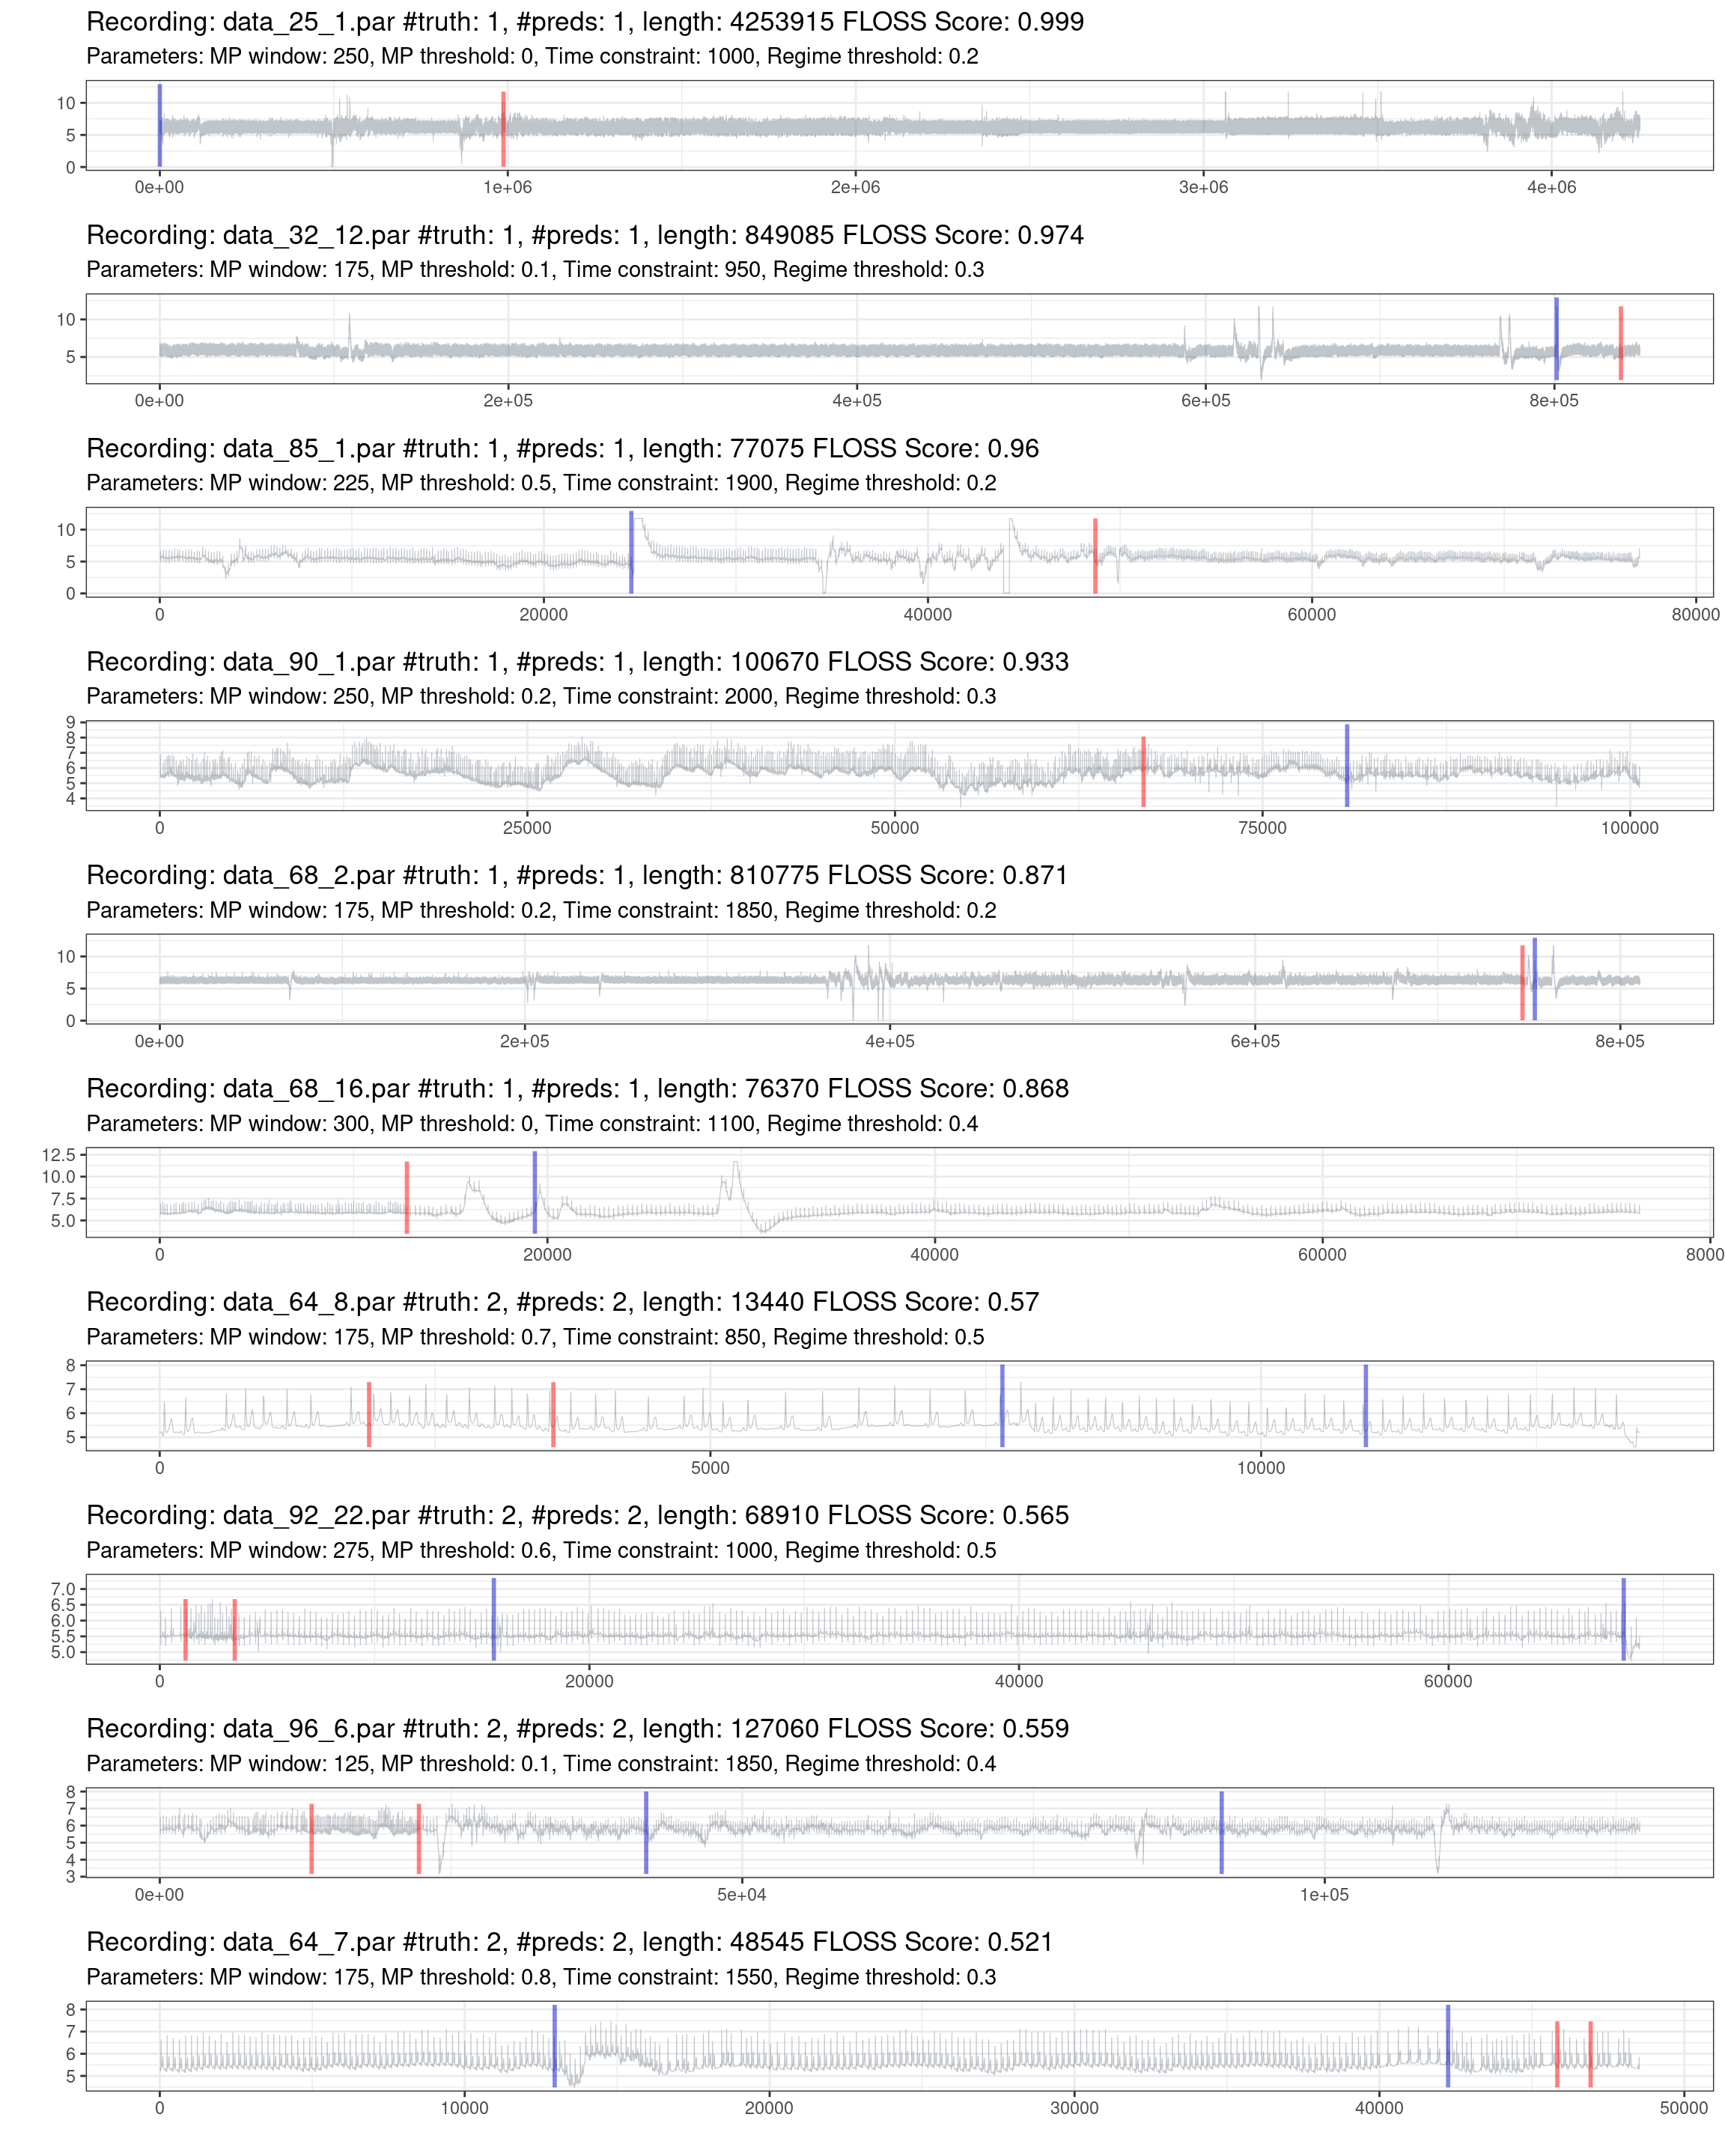 Recording: data_25_1.par #truth: 1, #preds: 1, length: 4253915 FLOSS Score: 0.999
Parameters: MP window: 250, MP threshold: 0, Time constraint: 1000, Regime threshold: 0.2
10
5
0
0e+00 1e+06 2e+06 3e+06 4e+06
Recording: data_32_12.par #truth: 1, #preds: 1, length: 849085 FLOSS Score: 0.974
Parameters: MP window: 175, MP threshold: 0.1, Time constraint: 950, Regime threshold: 0.3
10
5
0e+00 2e+05 4e+05 6e+05 8e+05
Recording: data_85_1.par #truth: 1, #preds: 1, length: 77075 FLOSS Score: 0.96
Parameters: MP window: 225, MP threshold: 0.5, Time constraint: 1900, Regime threshold: 0.2
10
5
0
0 20000 40000 60000 80000
Recording: data_90_1.par #truth: 1, #preds: 1, length: 100670 FLOSS Score: 0.933
Parameters: MP window: 250, MP threshold: 0.2, Time constraint: 2000, Regime threshold: 0.3
9
8
7
6
5
4
0 25000 50000 75000 100000
Recording: data_68_2.par #truth: 1, #preds: 1, length: 810775 FLOSS Score: 0.871
Parameters: MP window: 175, MP threshold: 0.2, Time constraint: 1850, Regime threshold: 0.2
10
5
0
0e+00 2e+05 4e+05 6e+05 8e+05
Recording: data_68_16.par #truth: 1, #preds: 1, length: 76370 FLOSS Score: 0.868
Parameters: MP window: 300, MP threshold: 0, Time constraint: 1100, Regime threshold: 0.4
12.5
10.0
7.5
5.0
0 20000 40000 60000 8000
Recording: data_64_8.par #truth: 2, #preds: 2, length: 13440 FLOSS Score: 0.57
Parameters: MP window: 175, MP threshold: 0.7, Time constraint: 850, Regime threshold: 0.5
8
7
6
5
0 5000 10000
Recording: data_92_22.par #truth: 2, #preds: 2, length: 68910 FLOSS Score: 0.565
Parameters: MP window: 275, MP threshold: 0.6, Time constraint: 1000, Regime threshold: 0.5
7.0
6.5
6.0
5.5
5.0
0 20000 40000 60000
Recording: data_96_6.par #truth: 2, #preds: 2, length: 127060 FLOSS Score: 0.559
Parameters: MP window: 125, MP threshold: 0.1, Time constraint: 1850, Regime threshold: 0.4
8
7
6
5
4
3
0e+00 5e+04 1e+05
Recording: data_64_7.par #truth: 2, #preds: 2, length: 48545 FLOSS Score: 0.521
Parameters: MP window: 175, MP threshold: 0.8, Time constraint: 1550, Regime threshold: 0.3
8
7
6
5
0 10000 20000 30000 40000 50000